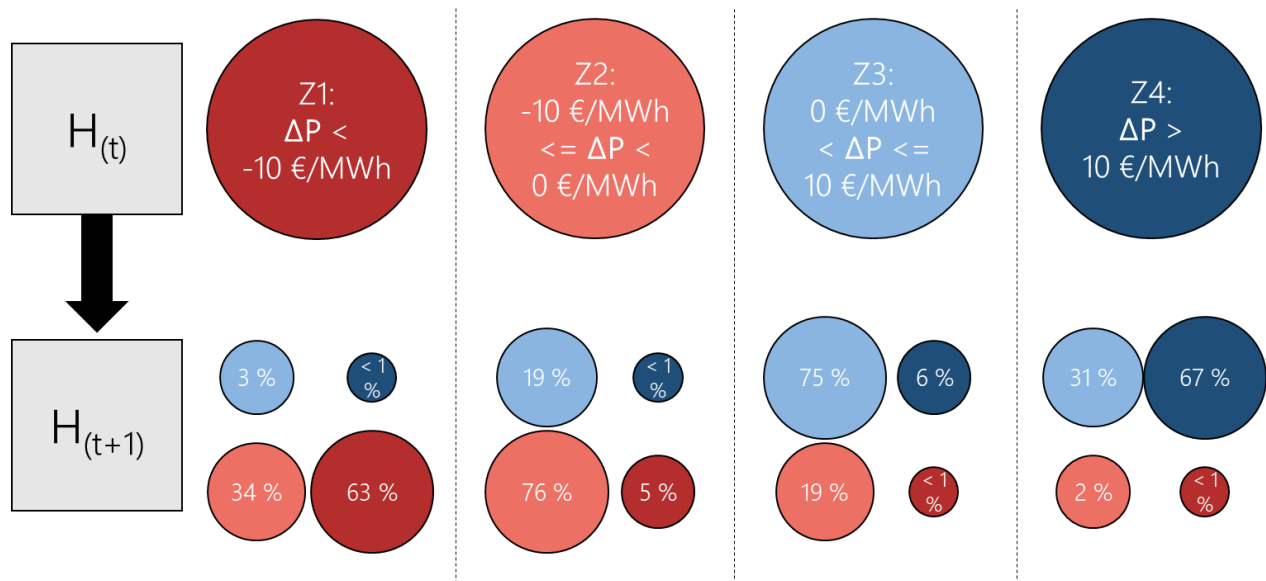 H(t)
Z1:
ΔP <
-10 €/MWh
Z2:
-10 €/MWh
<= ΔP <
0 €/MWh
Z3:
0 €/MWh
< ΔP <=
10 €/MWh
Z4:
ΔP >
10 €/MWh
H(t+1)
3 %
< 1
%
34 %
63 %
19 %
< 1
%
76 %
5 %
75 %
6 %
19 %
< 1
%
31 %
67 %
2 %
< 1
%